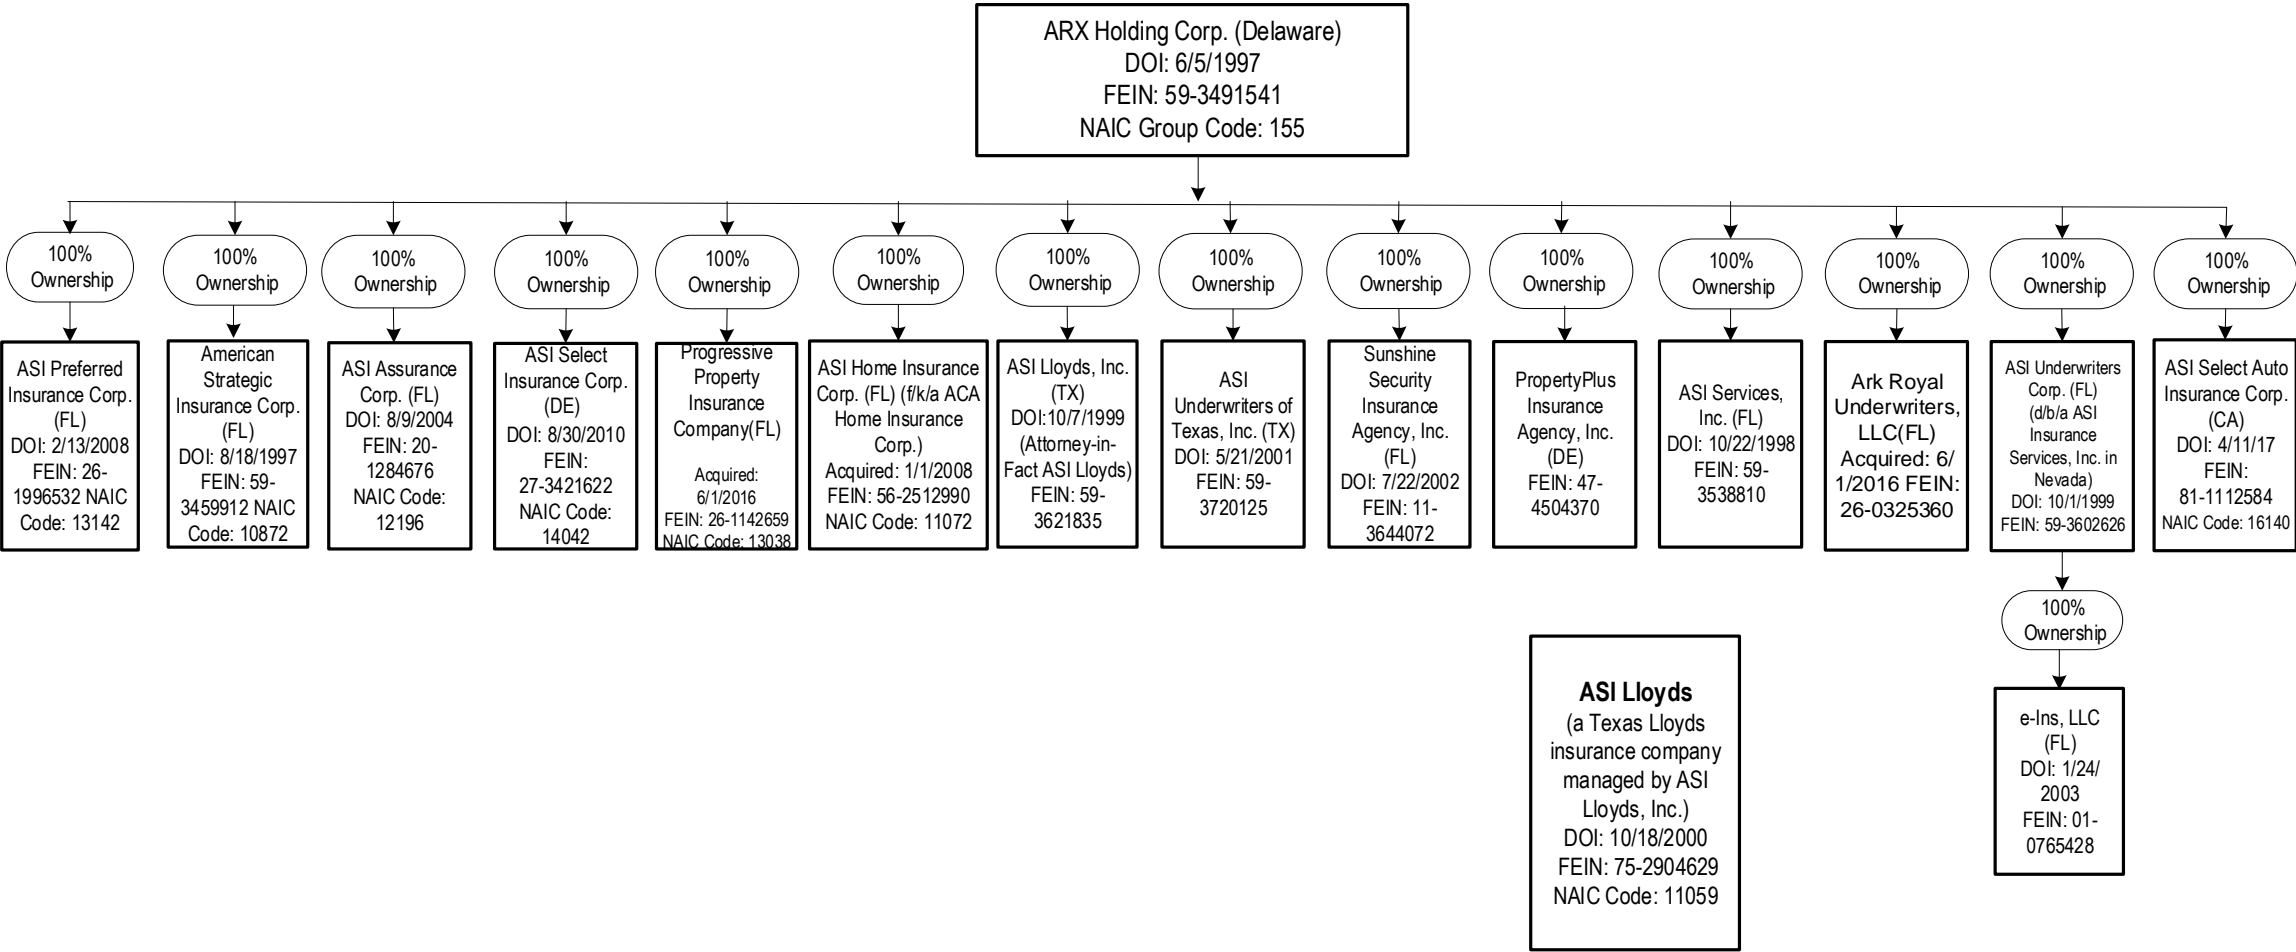 ARX Holding Corp. (Delaware)
DOI: 6/5/1997
FEIN: 59-3491541
NAIC Group Code: 155
100%
Ownership
100%
Ownership
100%
Ownership
100%
Ownership
100%
Ownership
100%
Ownership
100%
Ownership
100%
Ownership
100%
Ownership
100%
Ownership
100%
Ownership
100%
Ownership
100%
Ownership
100%
Ownership
ASI Preferred
Insurance Corp.
(FL)
DOI: 2/13/2008
FEIN: 26-
1996532 NAIC
Code: 13142
American
Strategic
Insurance Corp.
(FL)
DOI: 8/18/1997
FEIN: 59-
3459912 NAIC
Code: 10872
ASI Assurance
Corp. (FL)
DOI: 8/9/2004
FEIN: 20-
1284676
NAIC Code:
12196
ASI Select
Insurance Corp.
(DE)
DOI: 8/30/2010
FEIN:
27-3421622
NAIC Code:
14042
Progressive
Property
Insurance
Company(FL)
Acquired:
6/1/2016
FEIN: 26-1142659
NAIC Code: 13038
ASI Home Insurance
Corp. (FL) (f/k/a ACA
Home Insurance
Corp.)
Acquired: 1/1/2008
FEIN: 56-2512990
NAIC Code: 11072
ASI Lloyds, Inc.
(TX)
DOI:10/7/1999
(Attorney-in-
Fact ASI Lloyds)
FEIN: 59-
3621835
ASI
Underwriters of
Texas, Inc. (TX)
DOI: 5/21/2001
FEIN: 59-
3720125
Sunshine
Security
Insurance
Agency, Inc.
(FL)
DOI: 7/22/2002
FEIN: 11-
3644072
PropertyPlus
Insurance
Agency, Inc.
(DE)
FEIN: 47-
4504370
ASI Services,
Inc. (FL)
DOI: 10/22/1998
FEIN: 59-
3538810
Ark Royal
Underwriters,
LLC(FL)
Acquired: 6/
1/2016 FEIN:
26-0325360
ASI Underwriters
Corp. (FL)
(d/b/a ASI
Insurance
Services, Inc. in
Nevada)
DOI: 10/1/1999
FEIN: 59-3602626
ASI Select Auto
Insurance Corp.
(CA)
DOI: 4/11/17
FEIN:
81-1112584
NAIC Code: 16140
100%
Ownership
e-Ins, LLC
(FL)
DOI: 1/24/
2003
FEIN: 01-
0765428
ASI Lloyds
(a Texas Lloyds
insurance company
managed by ASI
Lloyds, Inc.)
DOI: 10/18/2000
FEIN: 75-2904629
NAIC Code: 11059